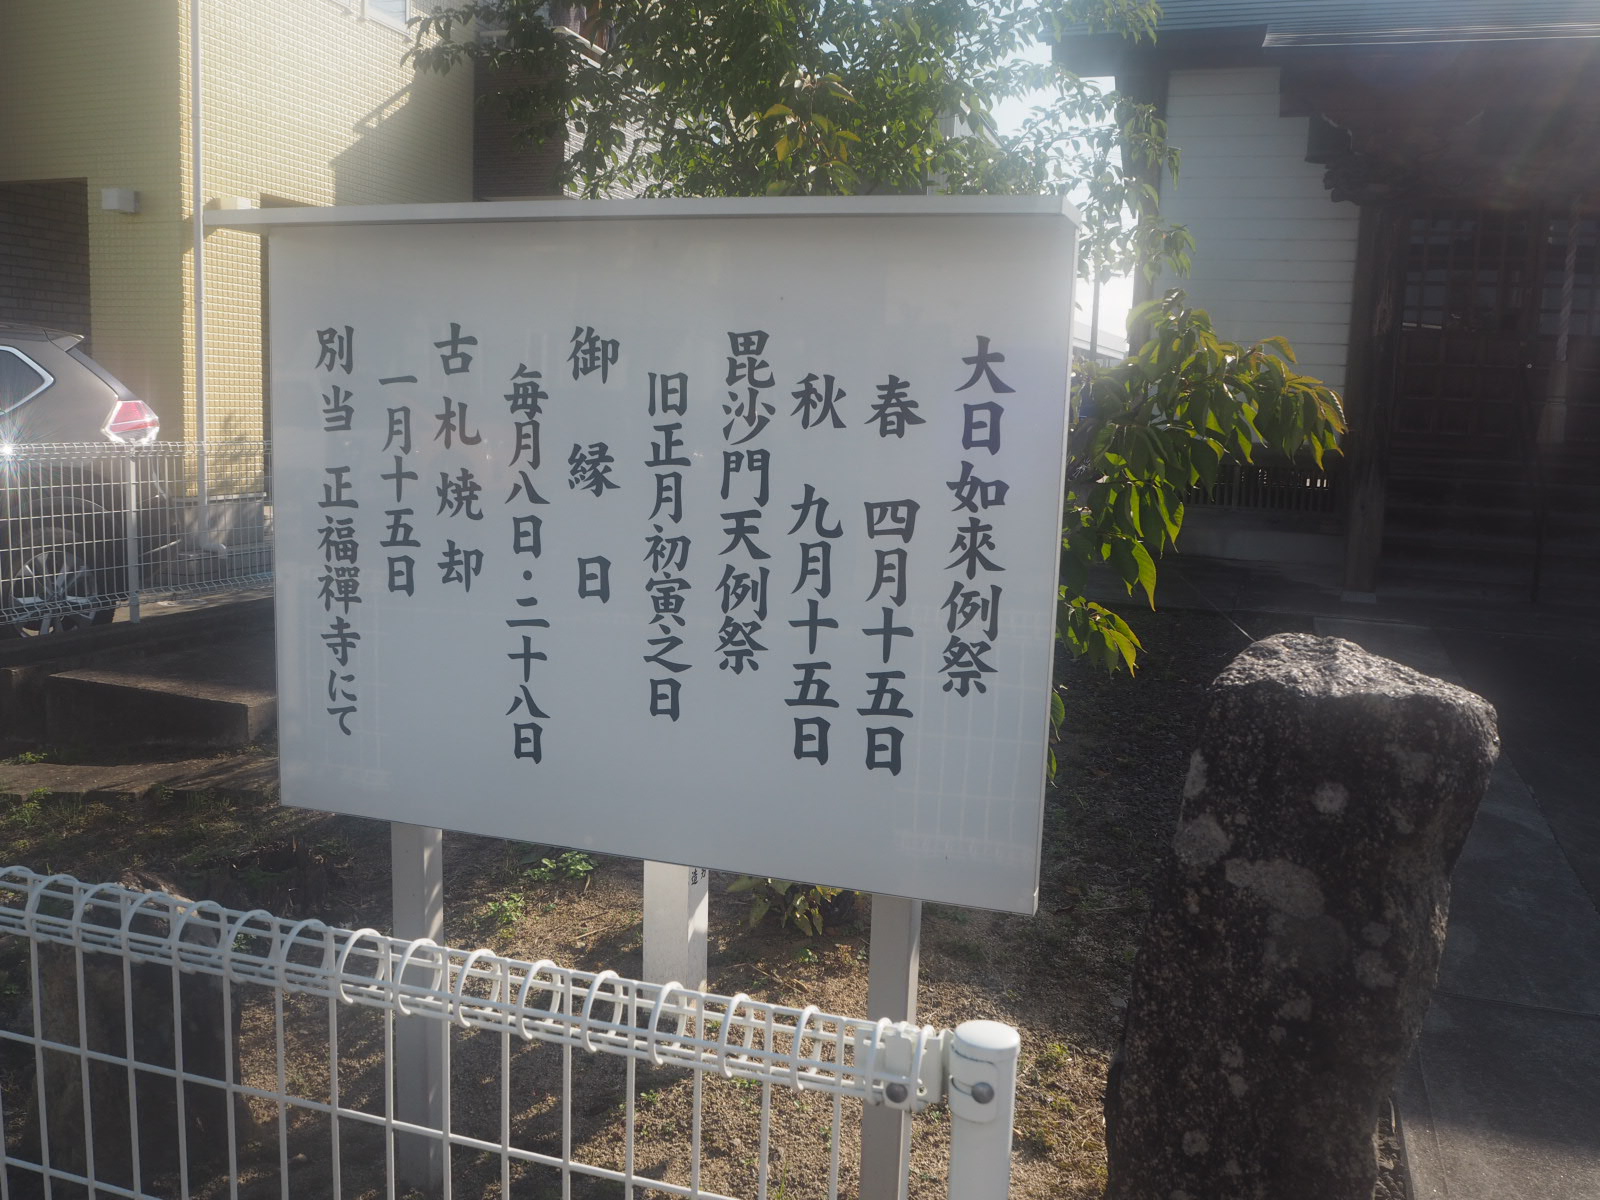 大日如來例祭
春 四月十五日
秋 九月十五日
毘沙門天例祭
旧正月初寅之日
御縁日
毎月八日・二十八日
古札焼却
一月十五日
別当 正福禪寺にて